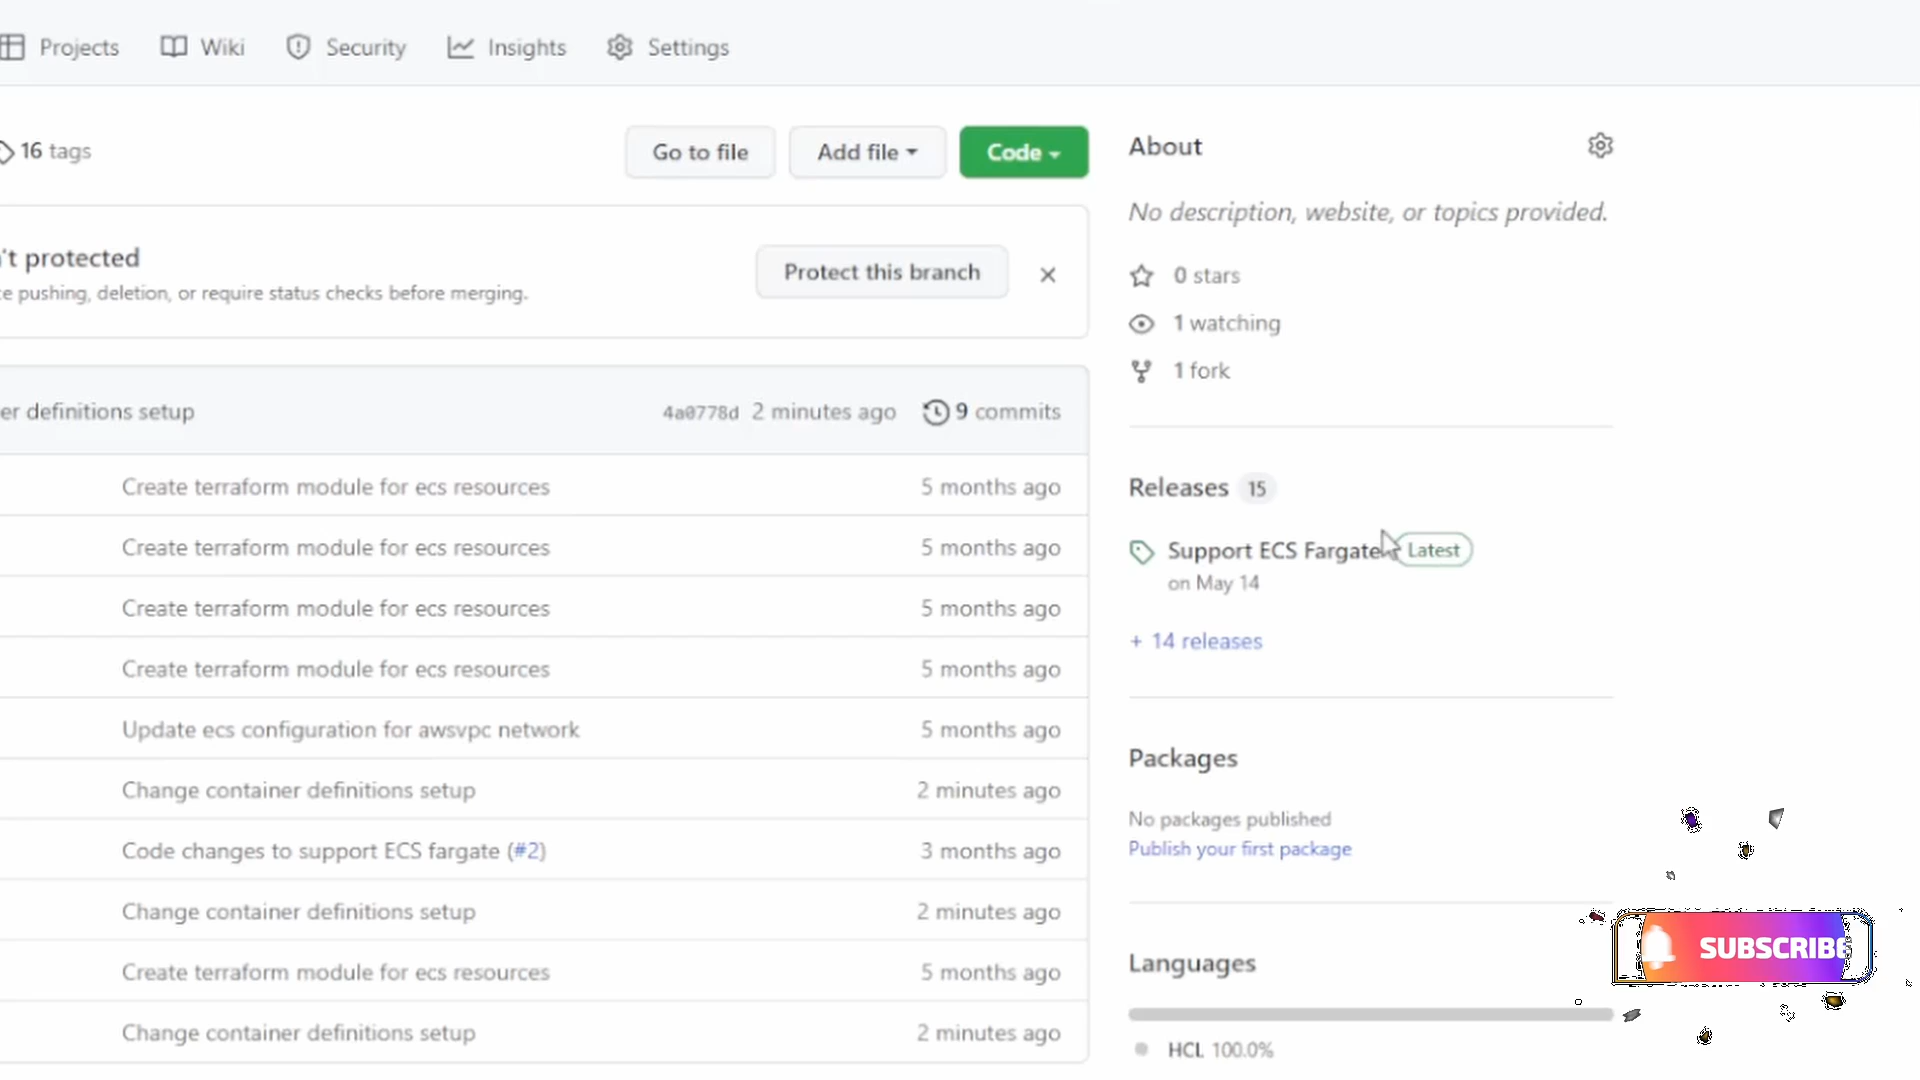 Projects Wiki Security Insights Settings
16 tags
Go to file Add file Code
't protected
pushing, deletion, or require status checks before merging.
Protect this branch
definitions setup 4a0778d 2 minutes ago 9 commits
Create terraform module for ecs resources 5 months ago
Create terraform module for ecs resources 5 months ago
Create terraform module for ecs resources 5 months ago
Create terraform module for ecs resources 5 months ago
Update ecs configuration for awsvpc network 5 months ago
Change container definitions setup 2 minutes ago
Code changes to support ECS fargate (#2) 3 months ago
Change container definitions setup 2 minutes ago
Create terraform module for ecs resources 5 months ago
Change container definitions setup 2 minutes ago
About
No description, website, or topics provided.
0 stars
1 watching
1 fork
Releases 15
Support ECS Fargate Latest
on May 14
+ 14 releases
Packages
No packages published
Publish your first package
Languages
HCL 100.0%
SUBSCRIBE